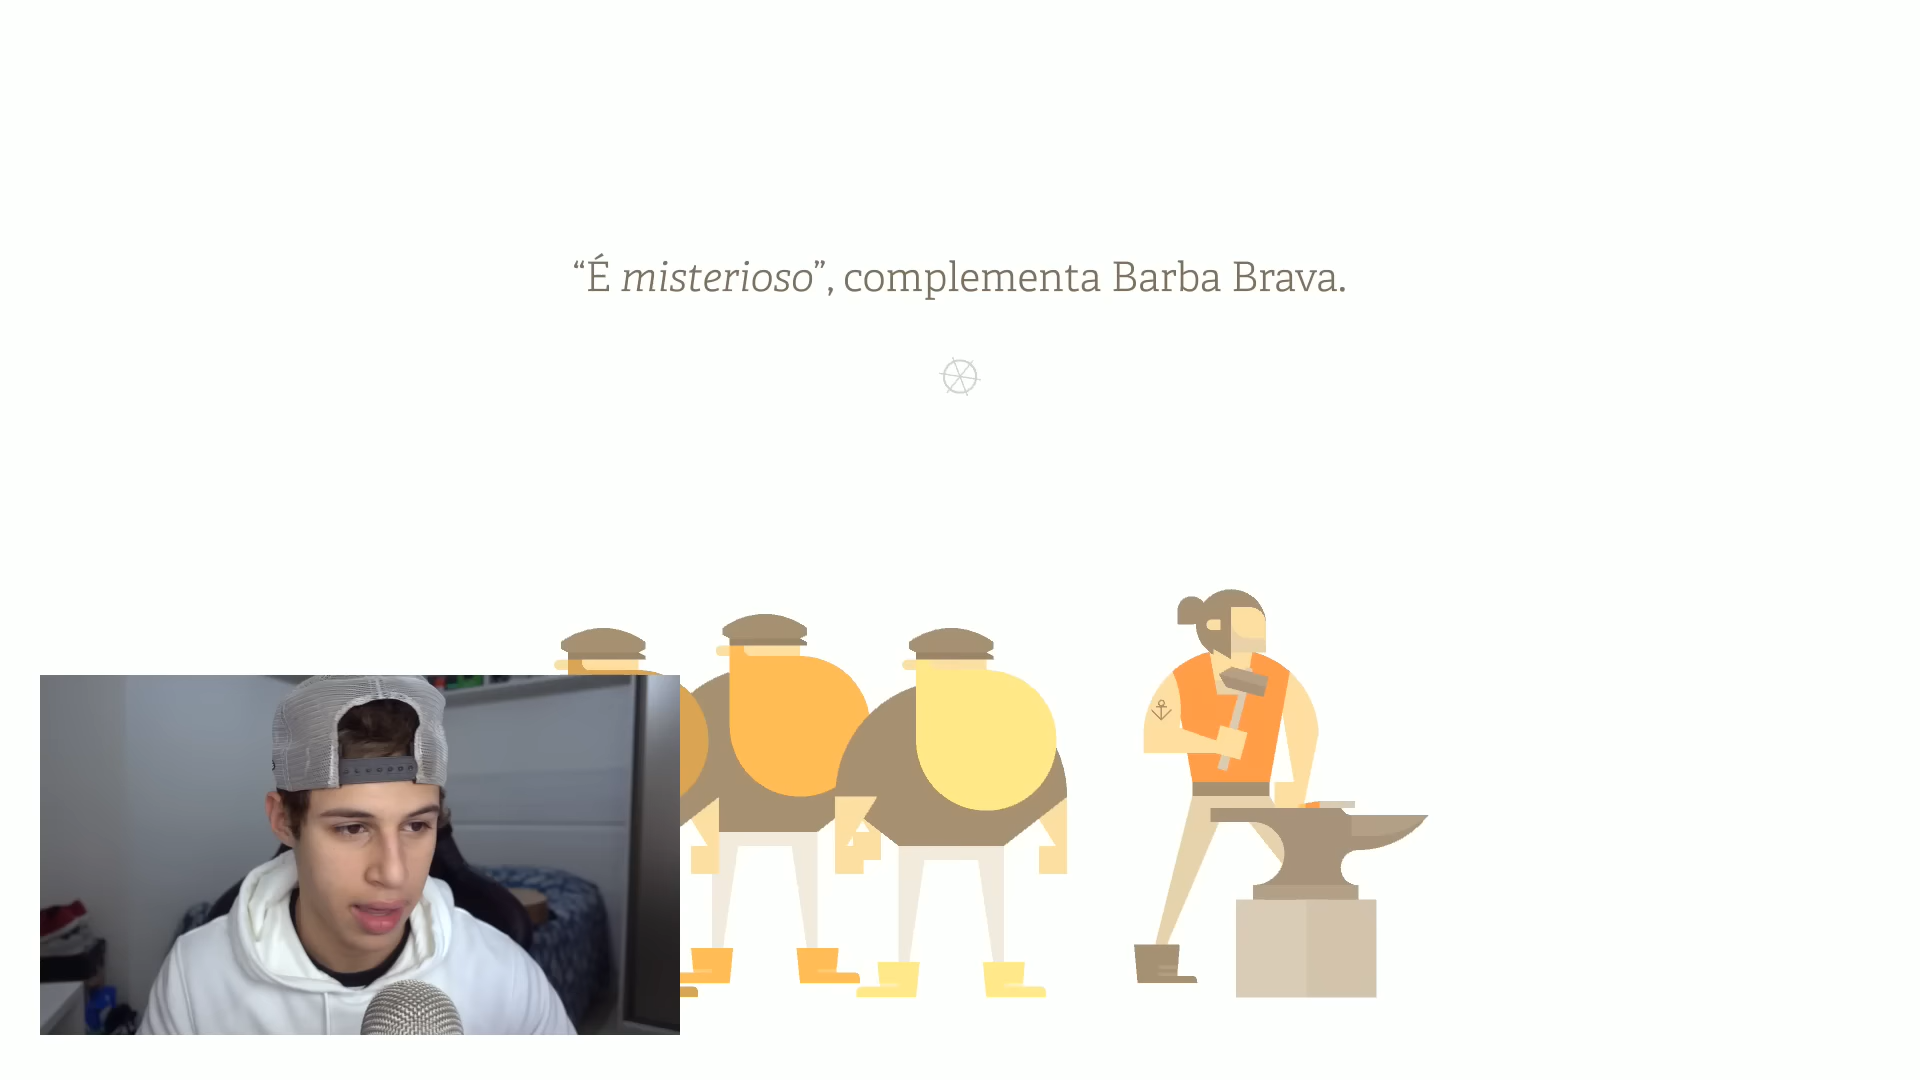 “É misterioso”, complementa Barba Brava.